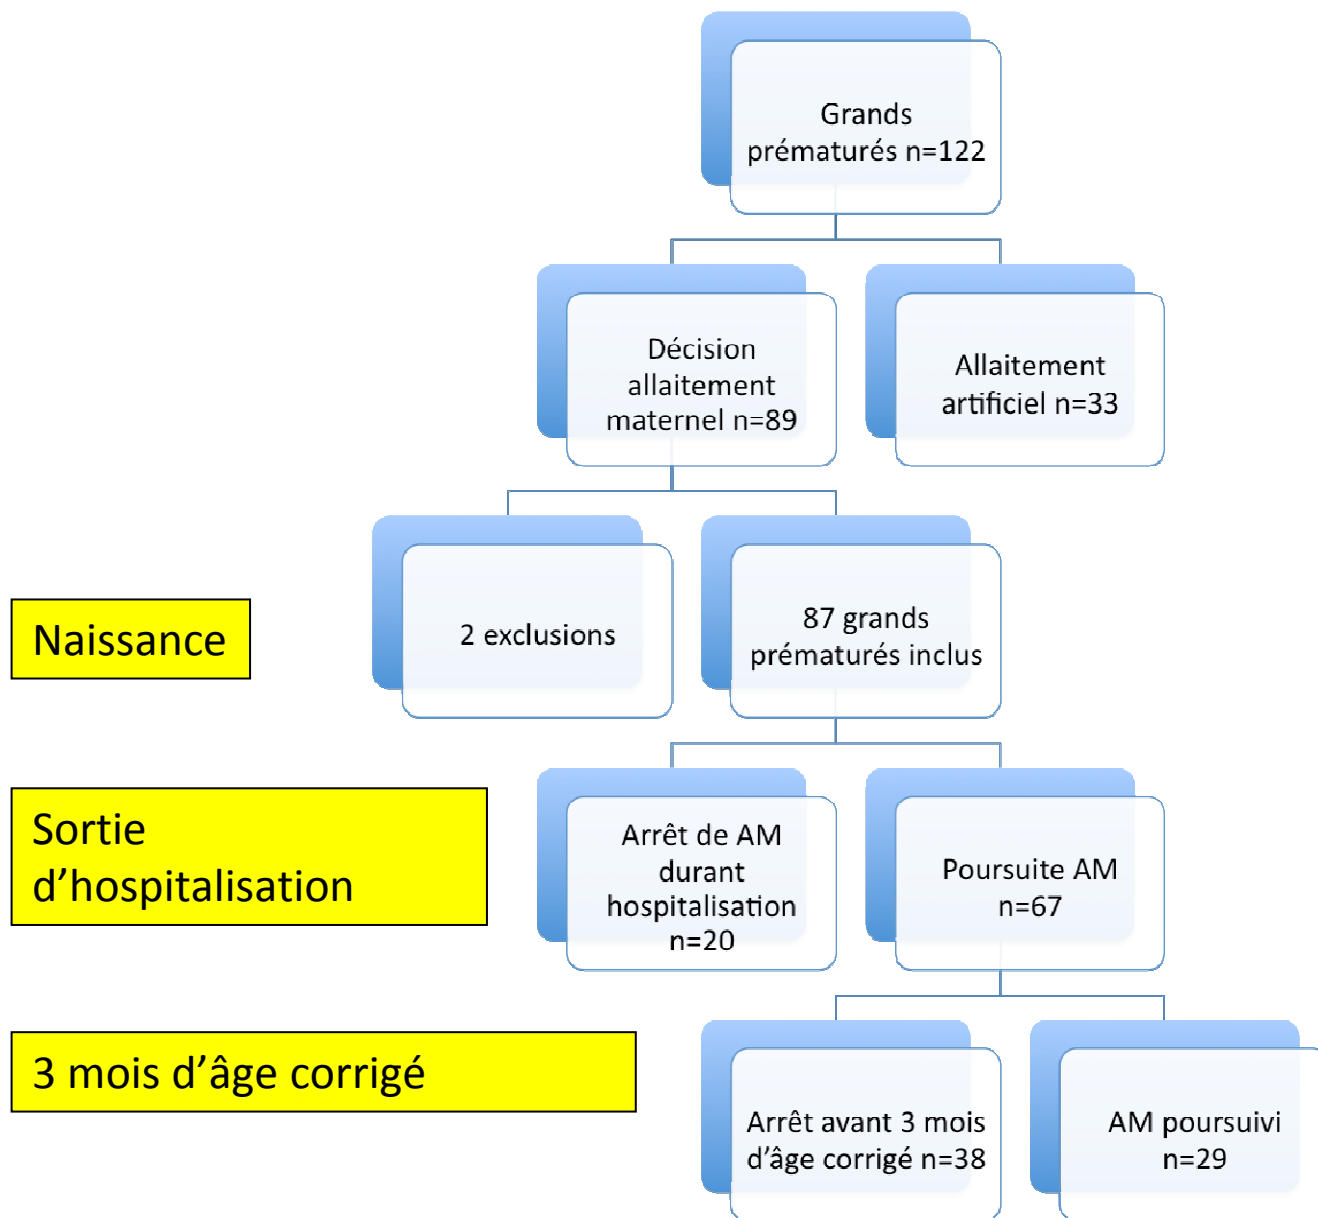 Grands
prématurés n=122
Décision
allaitement
maternel n=89
Allaitement
artificiel n=33
Naissance
2 exclusions
87 grands
prématurés inclus
Sortie
d’hospitalisation
Arrêt de AM
durant
hospitalisation
n=20
Poursuite AM
n=67
3 mois d’âge corrigé
Arrêt avant 3 mois
d’âge corrigé n=38
AM poursuivi
n=29